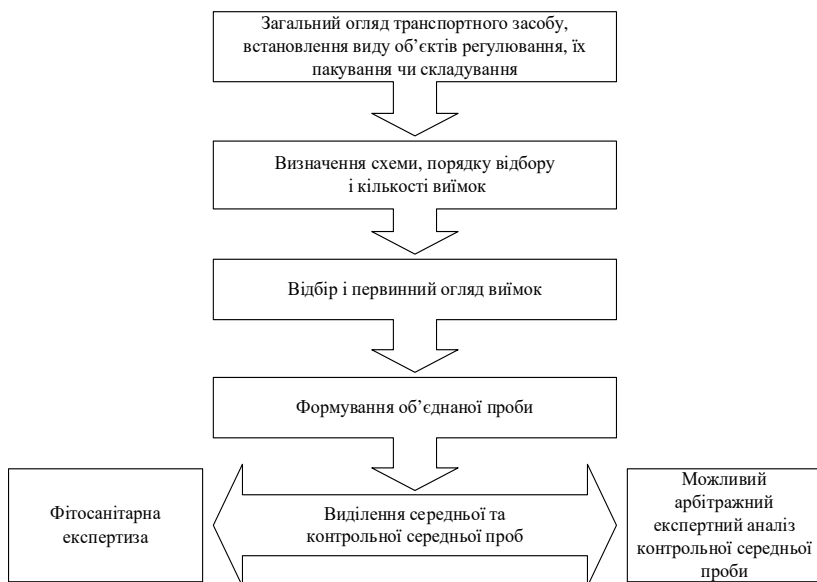 Загальний огляд транспортного засобу,
встановлення виду об’єктів регулювання, їх
пакування чи складування
Визначення схеми, порядку відбору
і кількості виїмок
Відбір і первинний огляд виїмок
Формування об’єднаної проби
Фітосанітарна
експертиза
Виділення середньої та
контрольної середньої проб
Можливий
арбітражний
експертний аналіз
контрольної середньої
проби